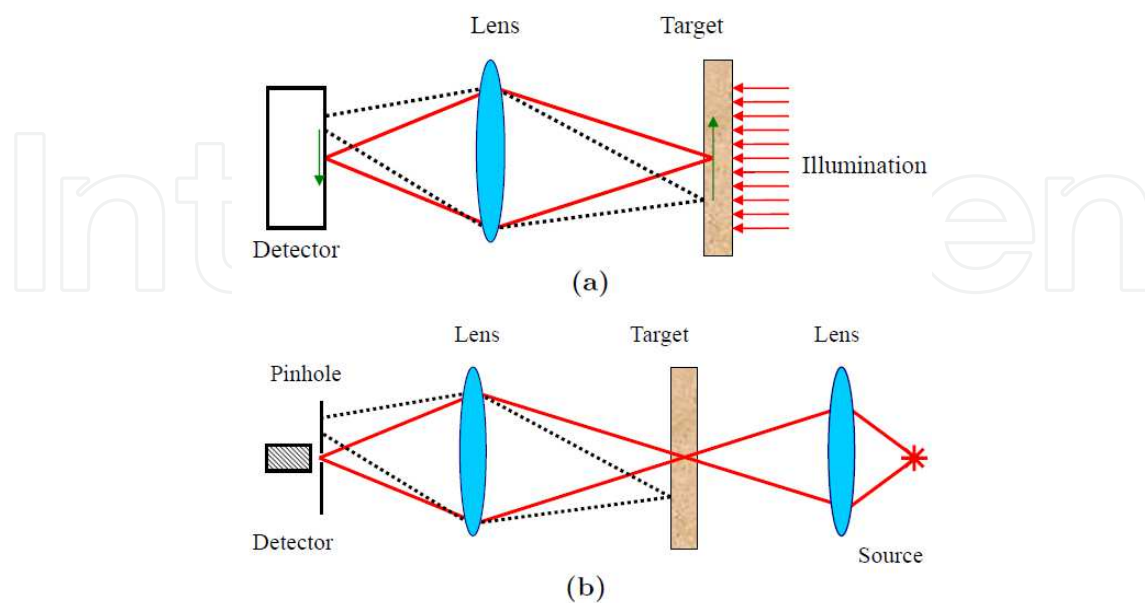 Lens Target
Illumination
Detector
(a)
Lens Target Lens
Pinhole
Detector
Source
(b)